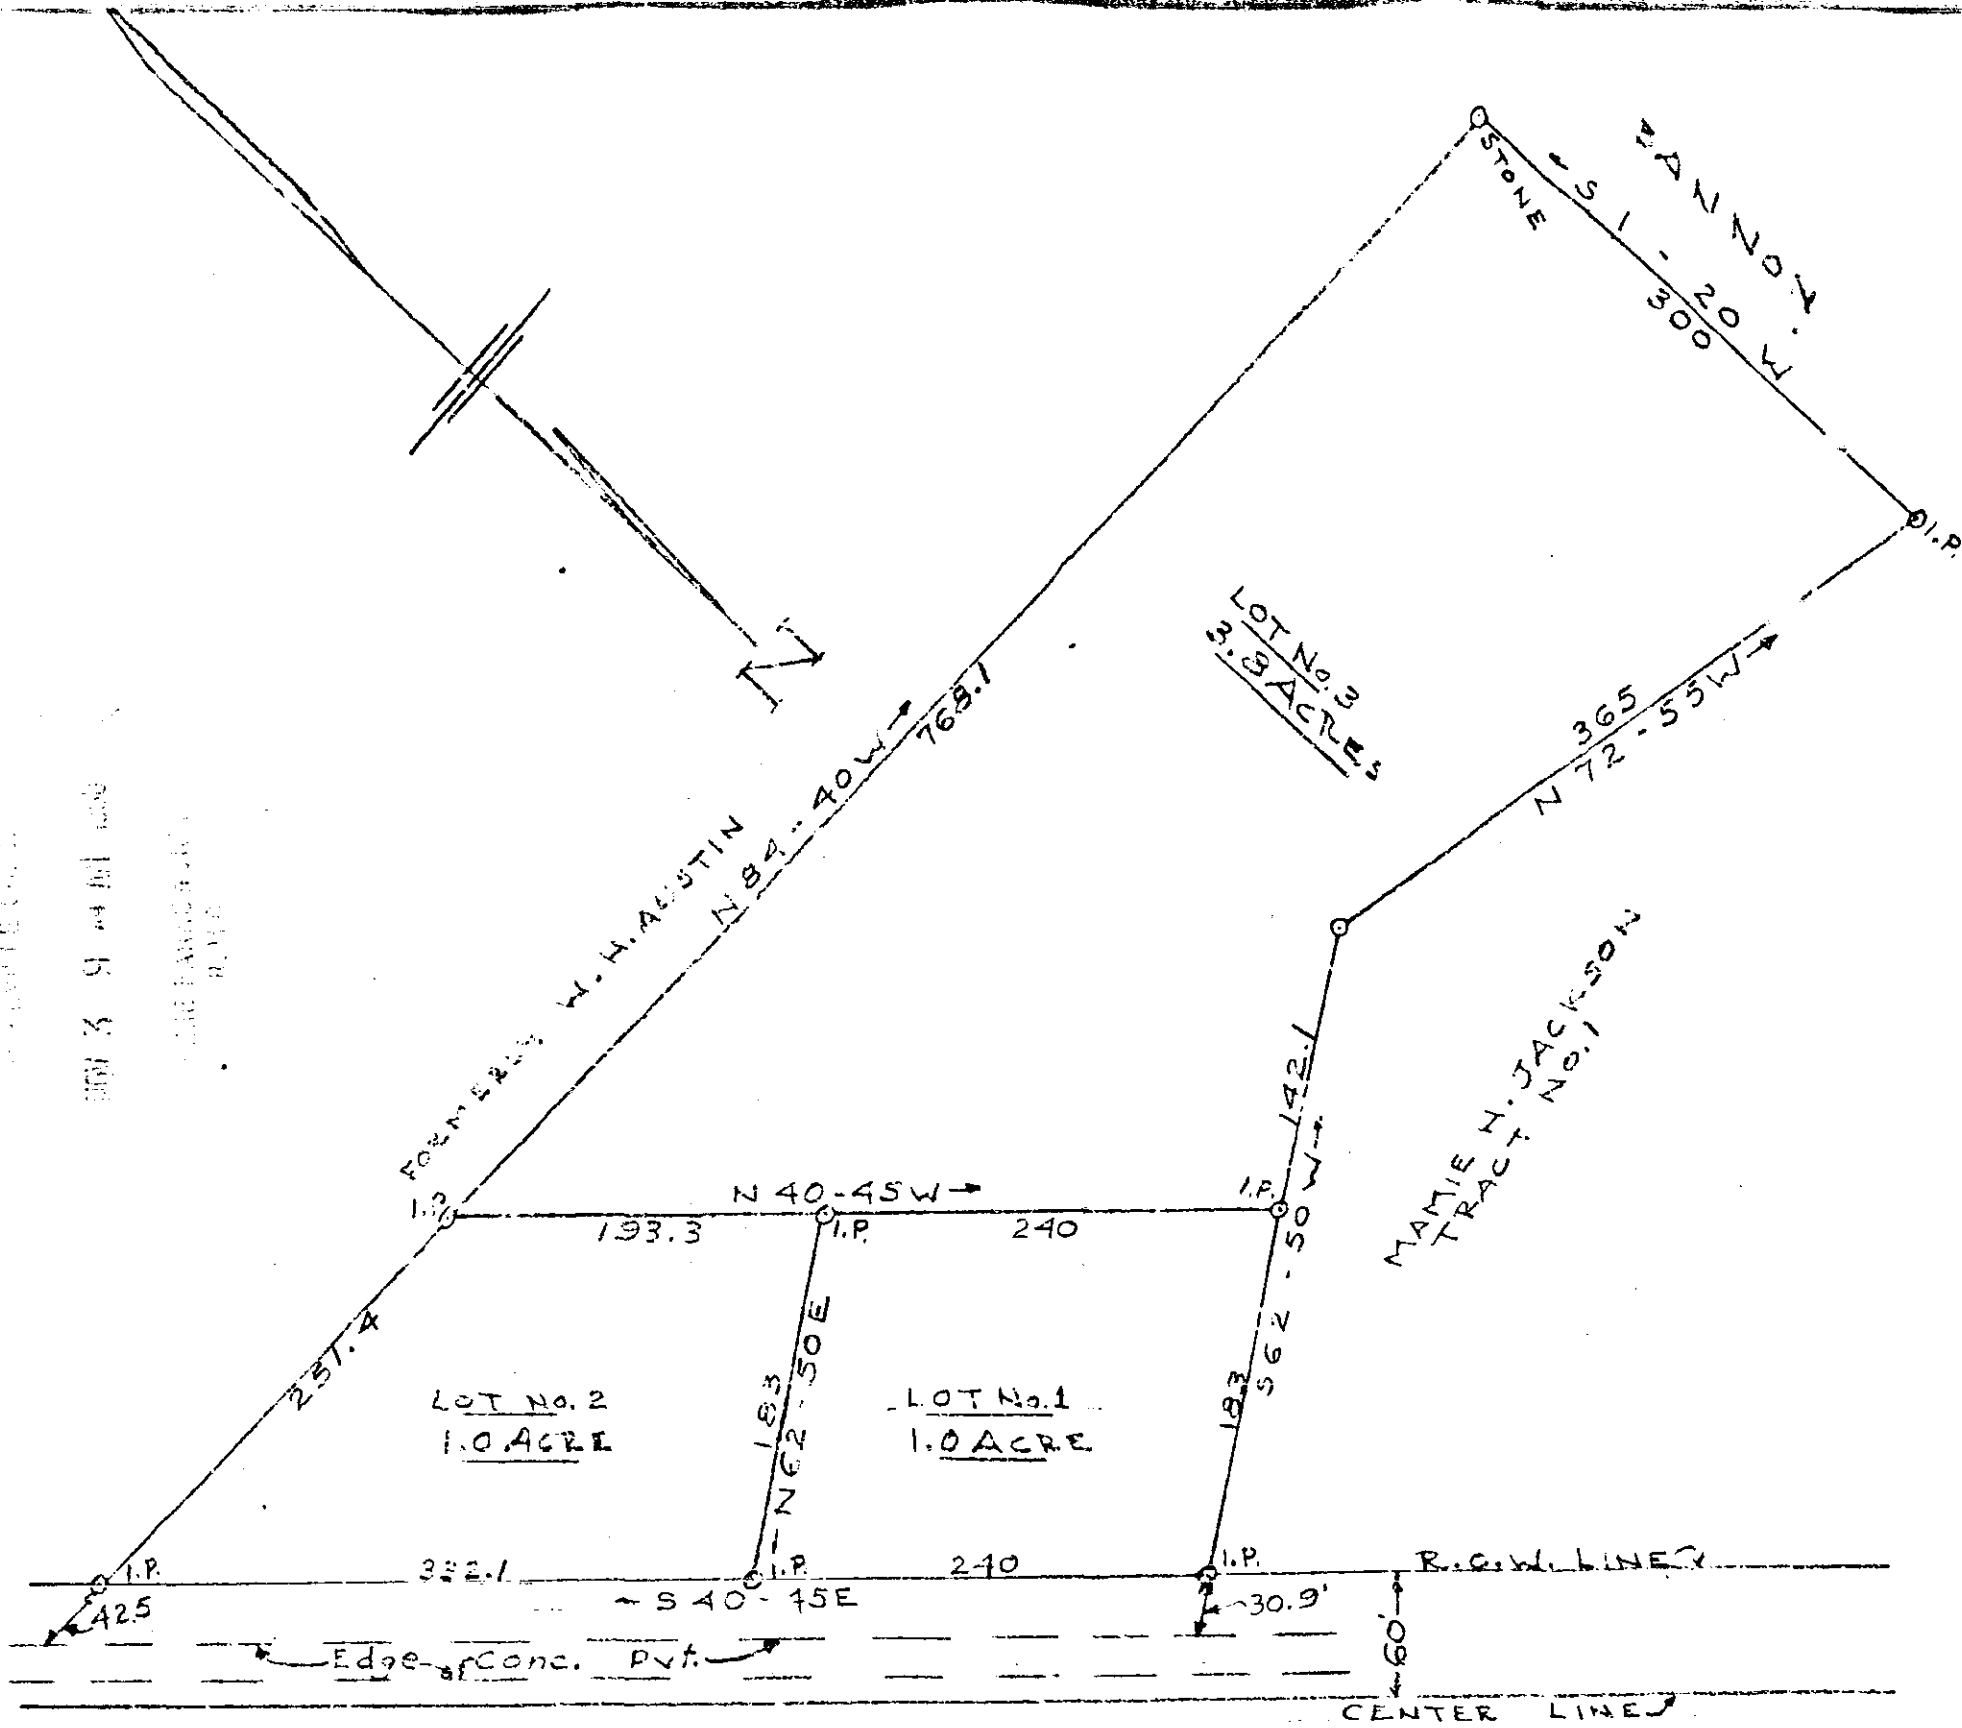 STONE
S 1 - 20 W
300
I.P.
N
LOT No. 3
3.8 ACRES
768.1
N 84 - 40 W
365
N 72 - 55 W
FORMERLY W. H. AUSTIN
142.1
MAMIE H. JACKSON
TRACT No. 1
I.P.
N 40-45 W
I.P.
193.3
I.P.
240
S 62 - 50 W
183
251.4
183
N 62 - 50 E
LOT No. 2
1.0 ACRE
LOT No. 1
1.0 ACRE
I.P.
322.1
I.P.
240
I.P.
R.O.W. LINE
S 40 - 45 E
42.5
30.9'
60'
Edge of Conc. Pvt.
CENTER LINE